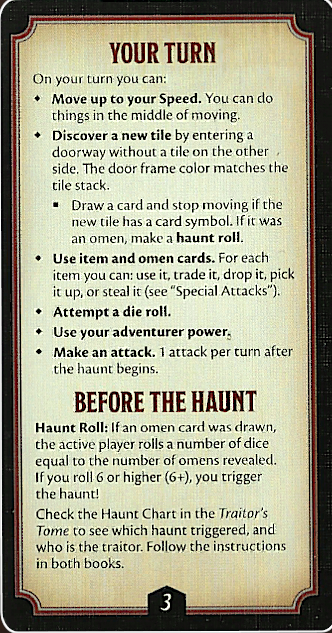 YOUR TURN
On your turn you can:
◆ Move up to your Speed. You can do
things in the middle of moving.
◆ Discover a new tile by entering a
doorway without a tile on the other
side. The door frame color matches the
tile stack.
▪ Draw a card and stop moving if the
new tile has a card symbol. If it was
an omen, make a haunt roll.
◆ Use item and omen cards. For each
item you can: use it, trade it, drop it, pick
it up, or steal it (see “Special Attacks”).
◆ Attempt a die roll.
◆ Use your adventurer power.
◆ Make an attack. 1 attack per turn after
the haunt begins.
BEFORE THE HAUNT
Haunt Roll: If an omen card was drawn,
the active player rolls a number of dice
equal to the number of omens revealed.
If you roll 6 or higher (6+), you trigger
the haunt!
Check the Haunt Chart in the Traitor’s
Tome to see which haunt triggered, and
who is the traitor. Follow the instructions
in both books.
3